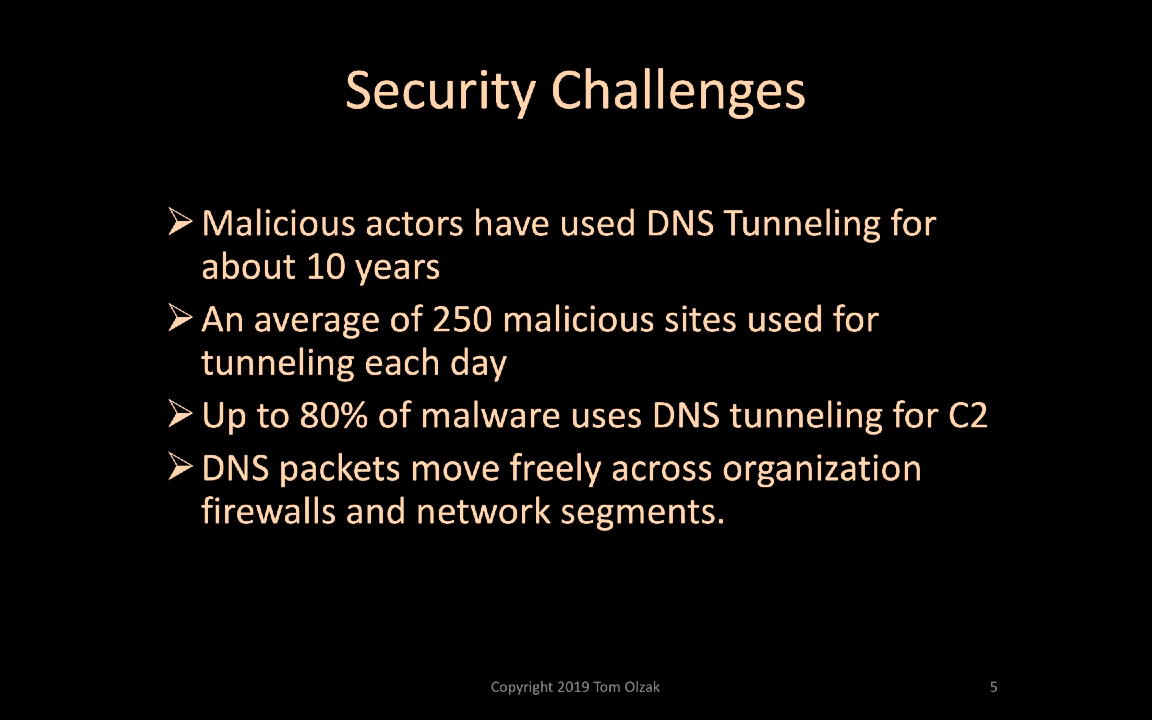 Security Challenges
➢ Malicious actors have used DNS Tunneling for
about 10 years
➢ An average of 250 malicious sites used for
tunneling each day
➢ Up to 80% of malware uses DNS tunneling for C2
➢ DNS packets move freely across organization
firewalls and network segments.
Copyright 2019 Tom Olzak
5